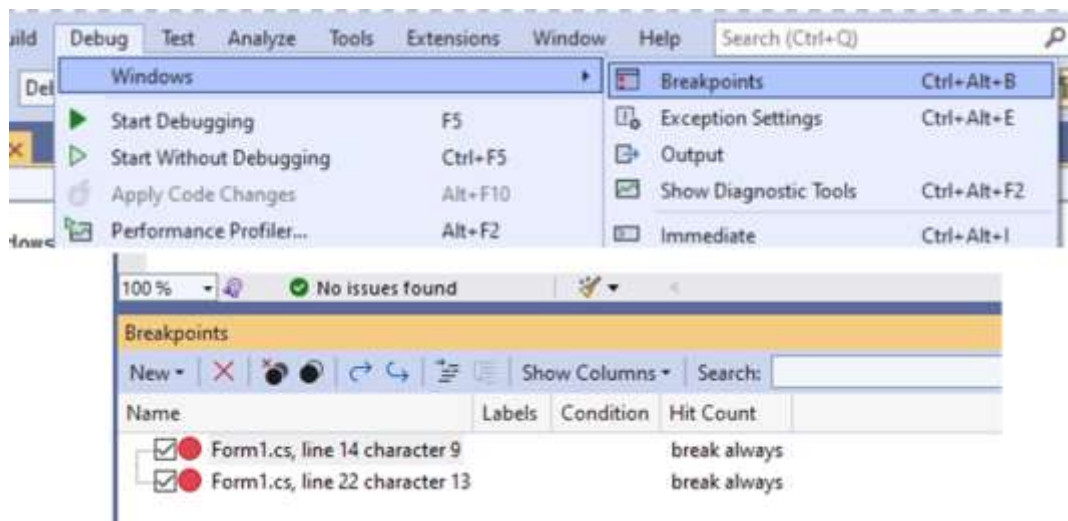 uild Debug Test Analyze Tools Extensions Window Help Search (Ctrl+Q)
Del Windows Breakpoints Ctrl+Alt+B
Start Debugging F5 Exception Settings Ctrl+Alt+E
Start Without Debugging Ctrl+F5 Output
Apply Code Changes Alt+F10 Show Diagnostic Tools Ctrl+Alt+F2
dows Performance Profiler... Alt+F2 Immediate Ctrl+Alt+I
100 % No issues found
Breakpoints
New Show Columns Search:
Name Labels Condition Hit Count
Form1.cs, line 14 character 9 break always
Form1.cs, line 22 character 13 break always